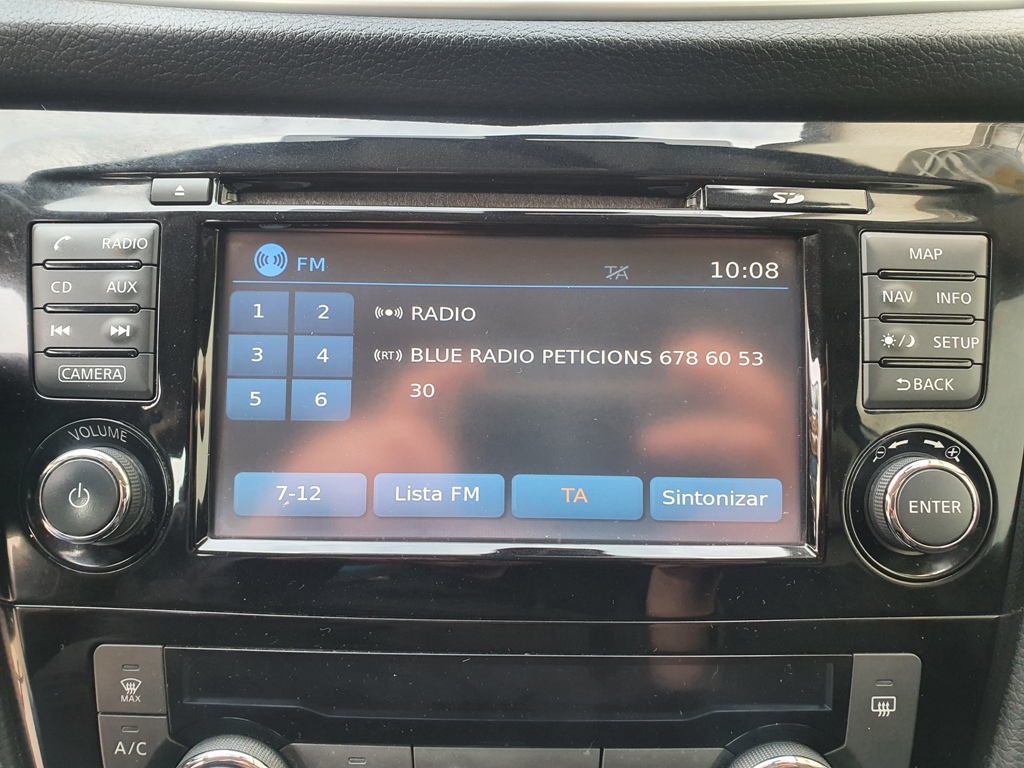 SD
RADIO
CD AUX
CAMERA
VOLUME
FM
TA
10:08
1 2
3 4
5 6
RADIO
(RT) BLUE RADIO PETICIONS 678 60 53
30
7-12
Lista FM
TA
Sintonizar
MAP
NAV INFO
SETUP
BACK
ENTER
MAX
A/C